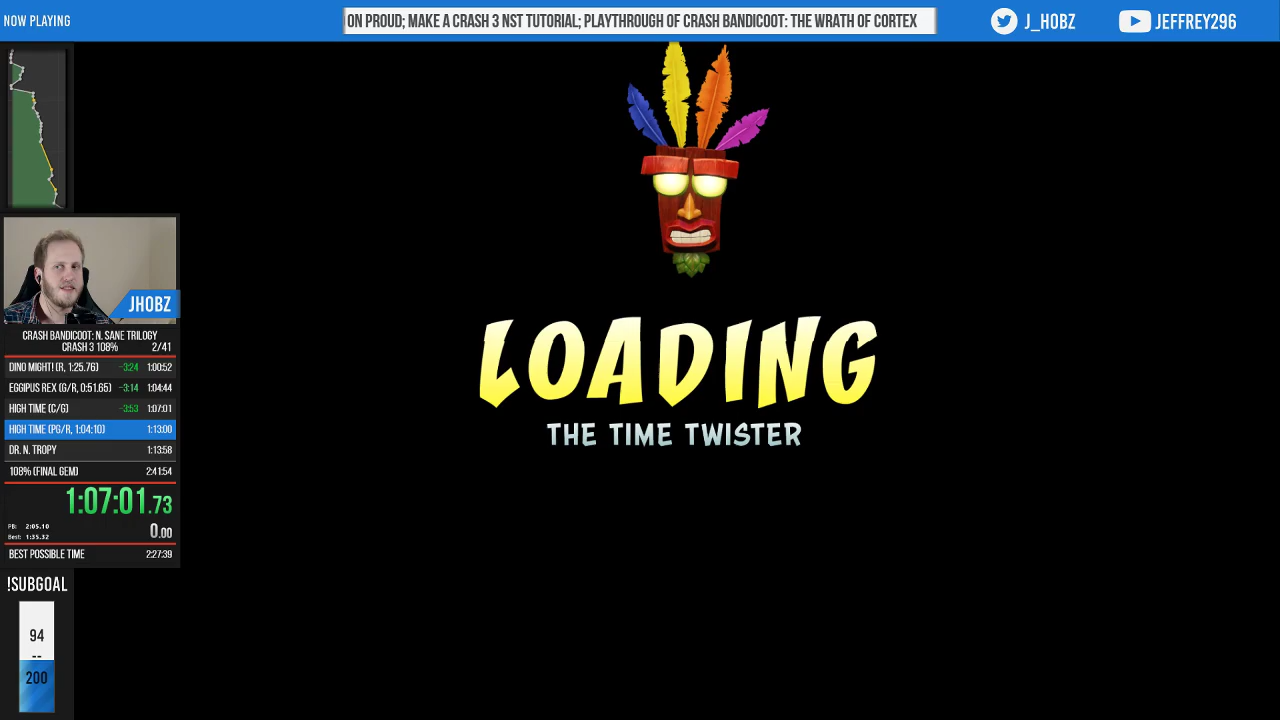 NOW PLAYING
ON PROUD; MAKE A CRASH 3 NST TUTORIAL; PLAYTHROUGH OF CRASH BANDICOOT: THE WRATH OF CORTEX
J_HOBZ
JEFFREY296
LOADING
THE TIME TWISTER
JHOBZ
CRASH BANDICOOT: N. SANE TRILOGY
CRASH 3 108% 2/41
DINO MIGHT! (R, 1:25.76) -3:24 1:00:52
EGGIPUS REX (G/R, 0:51.65) -3:14 1:04:44
HIGH TIME (C/G) -3:53 1:07:01
HIGH TIME (PG/R, 1:04:10) 1:13:00
DR. N. TROPY 1:13:58
108% (FINAL GEM) 2:41:54
1:07:01.73
PB: 2:05.10
Best: 1:35.32
0.00
BEST POSSIBLE TIME 2:27:39
!SUBGOAL
94
--
200